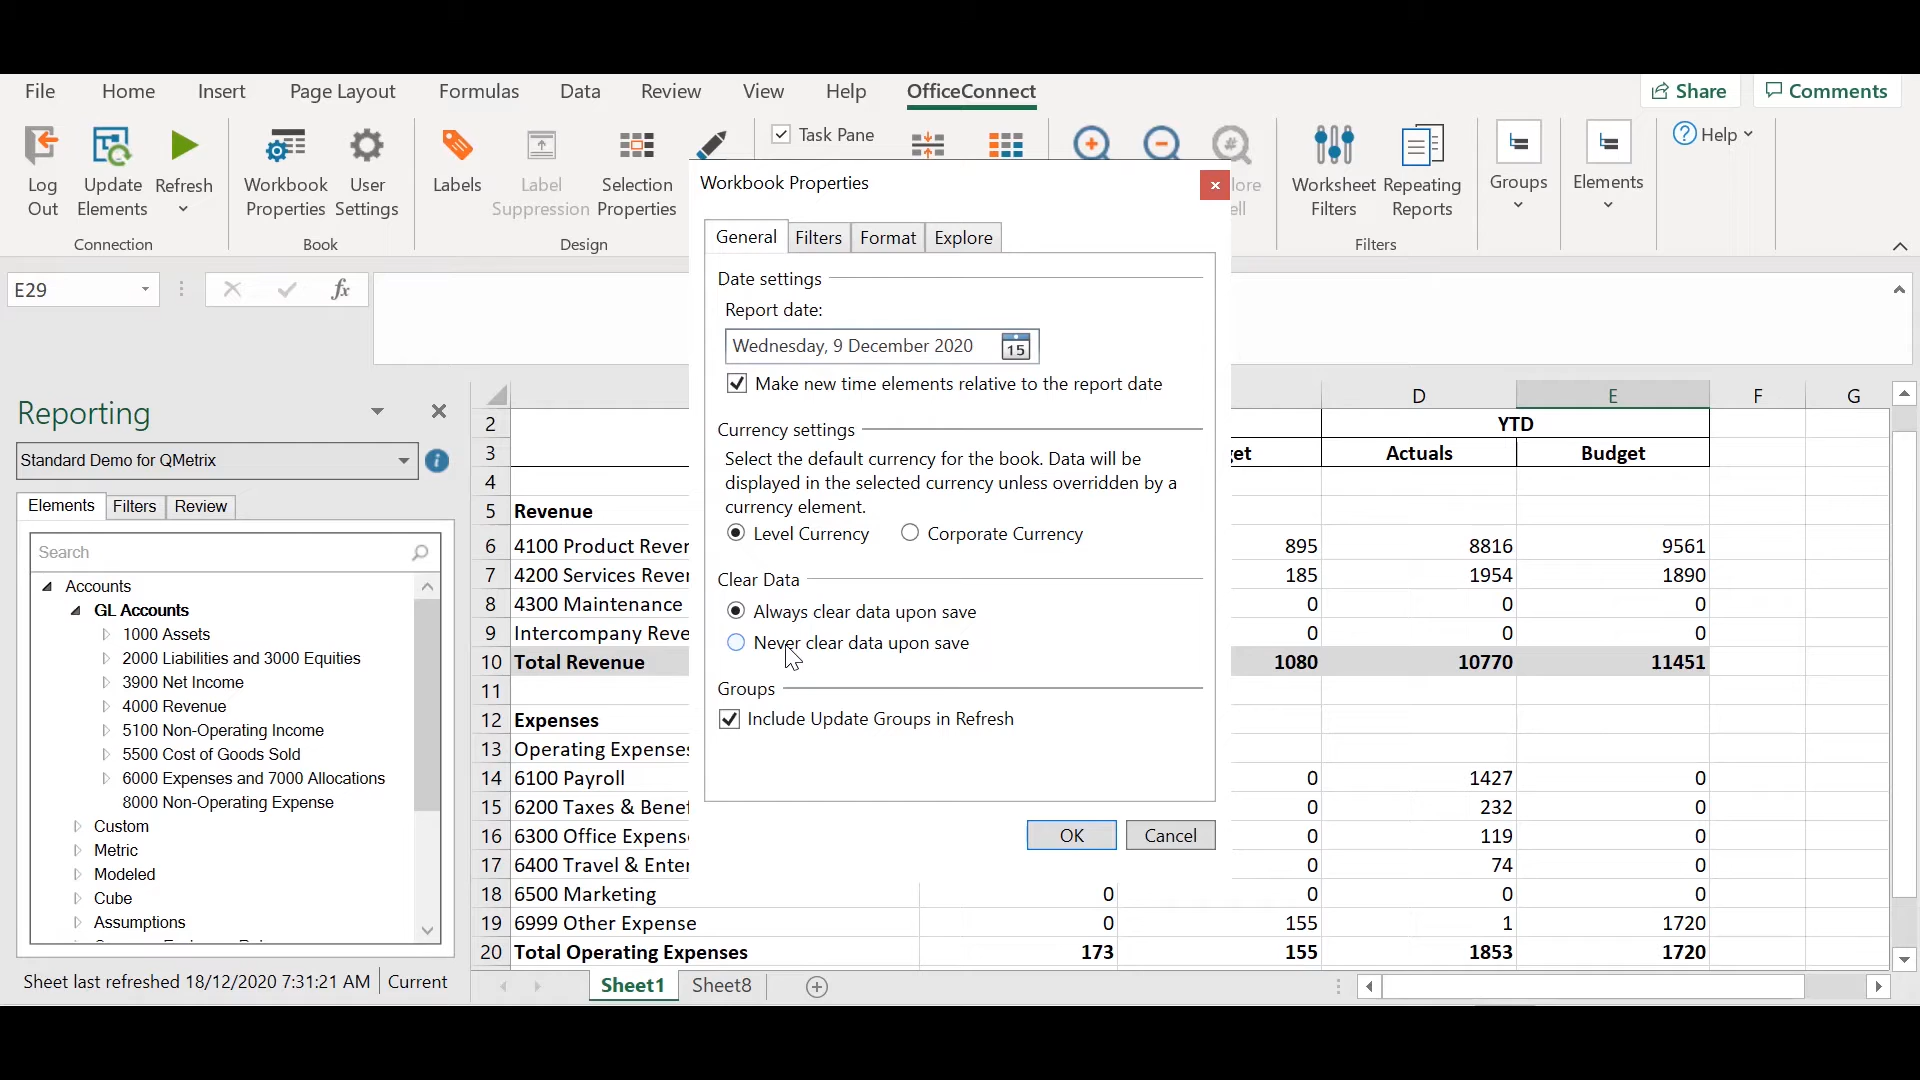 File Home Insert Page Layout Formulas Data Review View Help OfficeConnect Share Comments
Log Out
Update Elements
Refresh
Connection
Workbook Properties
User Settings
Book
Labels
Label Suppression
Selection Properties
Design
Task Pane
Worksheet Filters
Repeating Reports
Filters
Groups
Elements
Help
E29
fx
Reporting
Standard Demo for QMetrix
Elements Filters Review
Search
Accounts
GL Accounts
1000 Assets
2000 Liabilities and 3000 Equities
3900 Net Income
4000 Revenue
5100 Non-Operating Income
5500 Cost of Goods Sold
6000 Expenses and 7000 Allocations
8000 Non-Operating Expense
Custom
Metric
Modeled
Cube
Assumptions
Sheet last refreshed 18/12/2020 7:31:21 AM Current
Workbook Properties
General Filters Format Explore
Date settings
Report date:
Wednesday, 9 December 2020 15
Make new time elements relative to the report date
Currency settings
Select the default currency for the book. Data will be
displayed in the selected currency unless overridden by a
currency element.
Level Currency Corporate Currency
Clear Data
Always clear data upon save
Never clear data upon save
Groups
Include Update Groups in Refresh
OK Cancel
D E F G
2 YTD
3 et Actuals Budget
4
5 Revenue
6 4100 Product Rever 895 8816 9561
7 4200 Services Rever 185 1954 1890
8 4300 Maintenance 0 0 0
9 Intercompany Reve 0 0 0
10 Total Revenue 1080 10770 11451
11
12 Expenses
13 Operating Expenses
14 6100 Payroll 0 1427 0
15 6200 Taxes & Benef 0 232 0
16 6300 Office Expens 0 119 0
17 6400 Travel & Enter 0 74 0
18 6500 Marketing 0 0 0 0
19 6999 Other Expense 0 155 1 1720
20 Total Operating Expenses 173 155 1853 1720
Sheet1 Sheet8